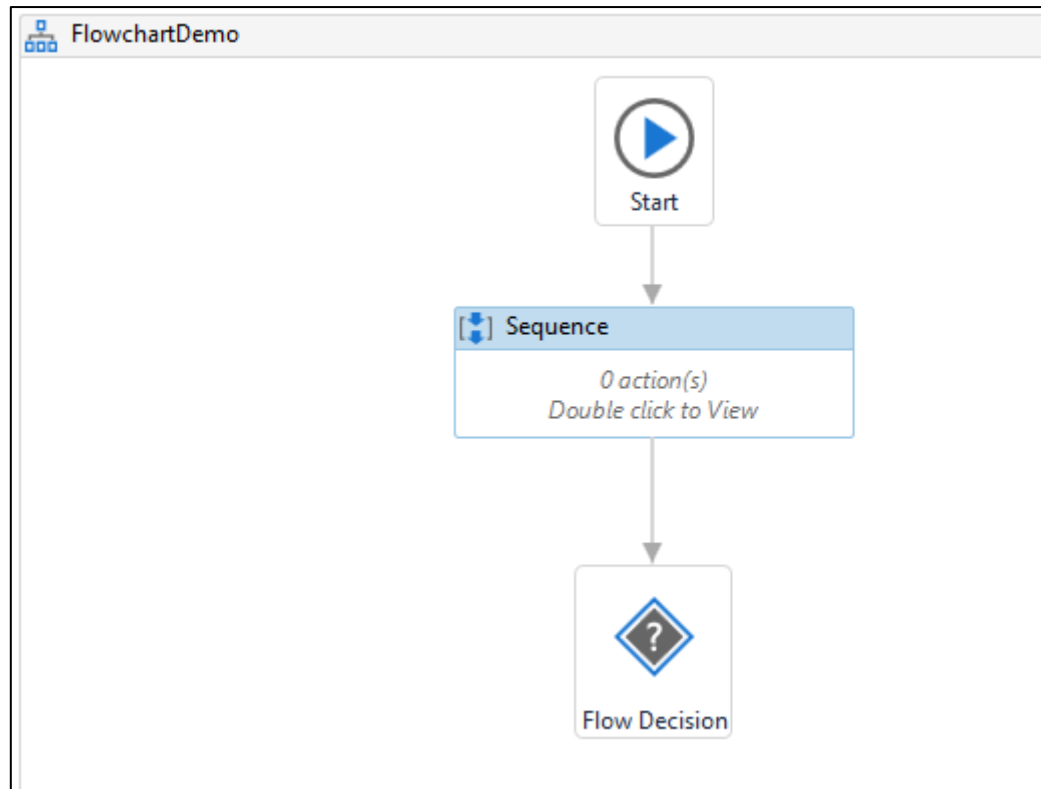 FlowchartDemo
Start
Sequence
0 action(s)
Double click to View
?
Flow Decision